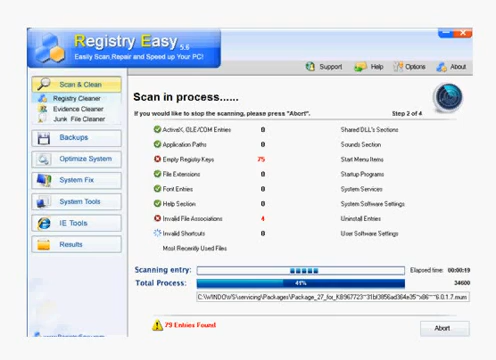 Registry Easy 5.6
Easily Scan,Repair and Speed up Your PC!
Support Help Options About
Scan & Clean
Registry Cleaner
Evidence Cleaner
Junk File Cleaner
Backups
Optimize System
System Fix
System Tools
IE Tools
Results
Scan in process......
If you would like to stop the scanning, please press "Abort". Step 2 of 4
ActiveX, OLE/COM Entries 0 Shared DLL's Sections
Application Paths 0 Sounds Section
Empty Registry Keys 75 Start Menu Items
File Extensions 0 Startup Programs
Font Entries 0 System Services
Help Section 0 System Software Settings
Invalid File Associations 4 Uninstall Entries
Invalid Shortcuts 0 User Software Settings
Most Recently Used Files
Scanning entry: Elapsed time: 00:00:19
Total Process: 41% 34600
79 Entries Found
Abort